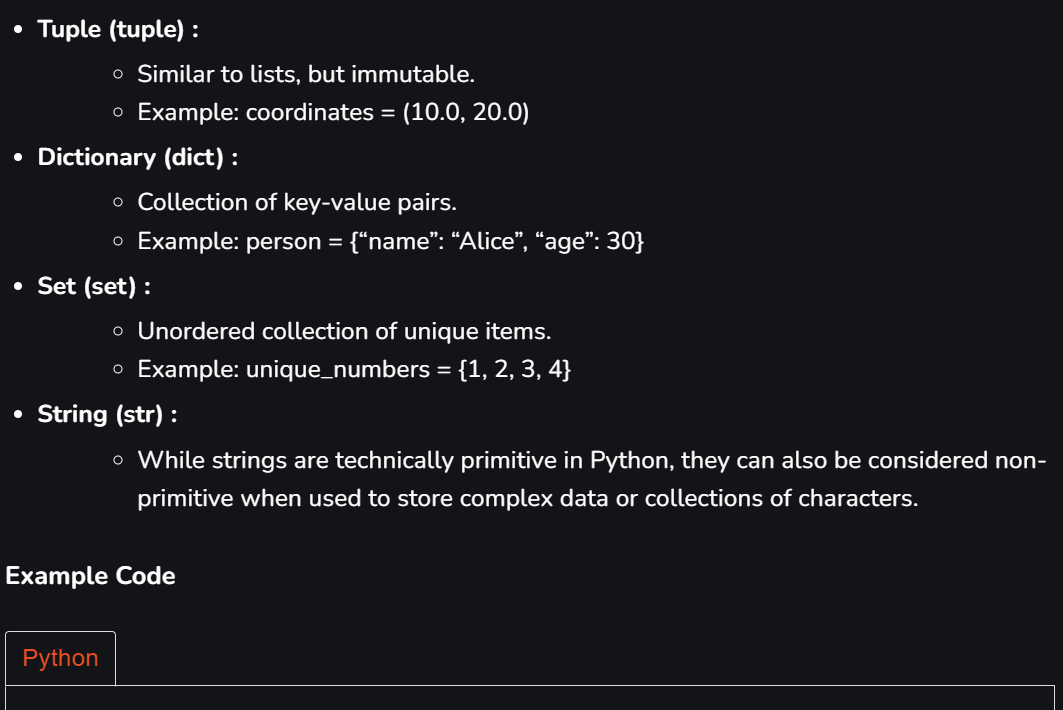 Tuple (tuple) :
Similar to lists, but immutable.
Example: coordinates = (10.0, 20.0)
Dictionary (dict) :
Collection of key-value pairs.
Example: person = {“name”: “Alice”, “age”: 30}
Set (set) :
Unordered collection of unique items.
Example: unique_numbers = {1, 2, 3, 4}
String (str) :
While strings are technically primitive in Python, they can also be considered non-
primitive when used to store complex data or collections of characters.
Example Code
Python